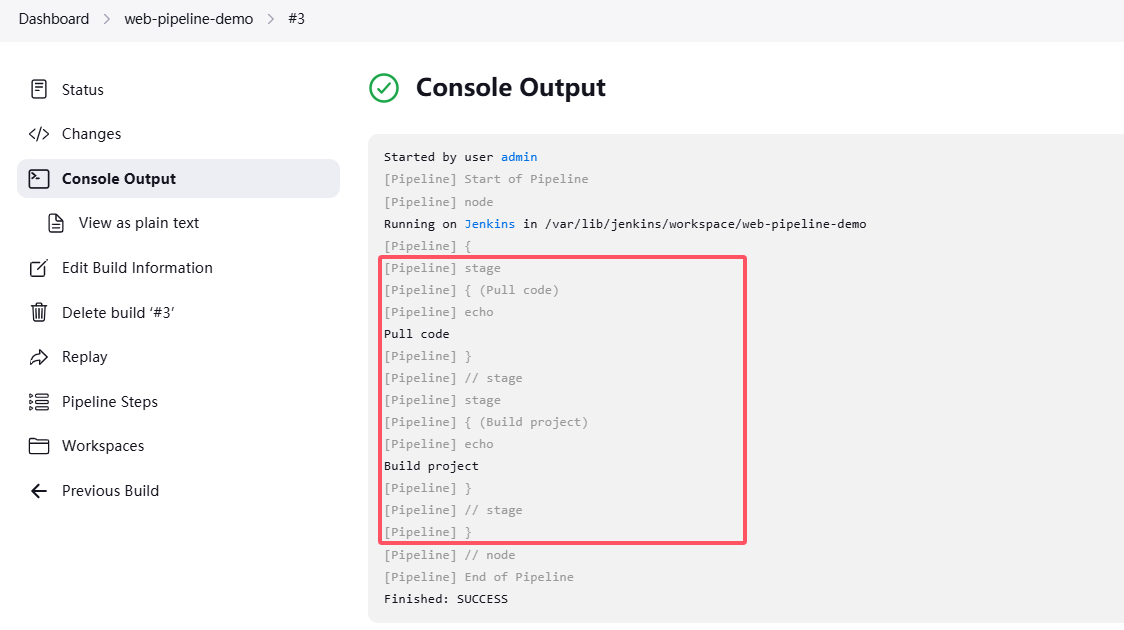 Dashboard > web-pipeline-demo > #3
Status
Changes
Console Output
View as plain text
Edit Build Information
Delete build ‘#3’
Replay
Pipeline Steps
Workspaces
Previous Build
Console Output
Started by user admin
[Pipeline] Start of Pipeline
[Pipeline] node
Running on Jenkins in /var/lib/jenkins/workspace/web-pipeline-demo
[Pipeline] {
[Pipeline] stage
[Pipeline] { (Pull code)
[Pipeline] echo
Pull code
[Pipeline] }
[Pipeline] // stage
[Pipeline] stage
[Pipeline] { (Build project)
[Pipeline] echo
Build project
[Pipeline] }
[Pipeline] // stage
[Pipeline] }
[Pipeline] // node
[Pipeline] End of Pipeline
Finished: SUCCESS